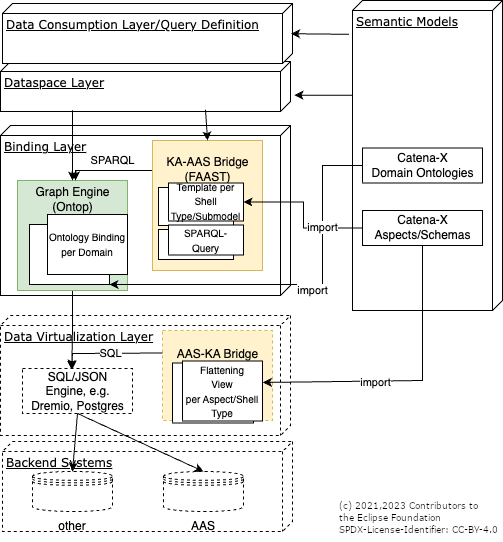 Data Consumption Layer/Query Definition
Semantic Models
Dataspace Layer
Binding Layer
SPARQL
KA-AAS Bridge
(FAAST)
Template per
Shell
Type/Submodel
SPARQL-
Query
Graph Engine
(Ontop)
Ontology Binding
per Domain
Catena-X
Domain Ontologies
Catena-X
Aspects/Schemas
import
import
Data Virtualization Layer
SQL
AAS-KA Bridge
Flattening
View
per Aspect/Shell
Type
SQL/JSON
Engine, e.g.
Dremio, Postgres
import
Backend Systems
other
AAS
(c) 2021,2023 Contributors to
the Eclipse Foundation
SPDX-License-Identifier: CC-BY-4.0